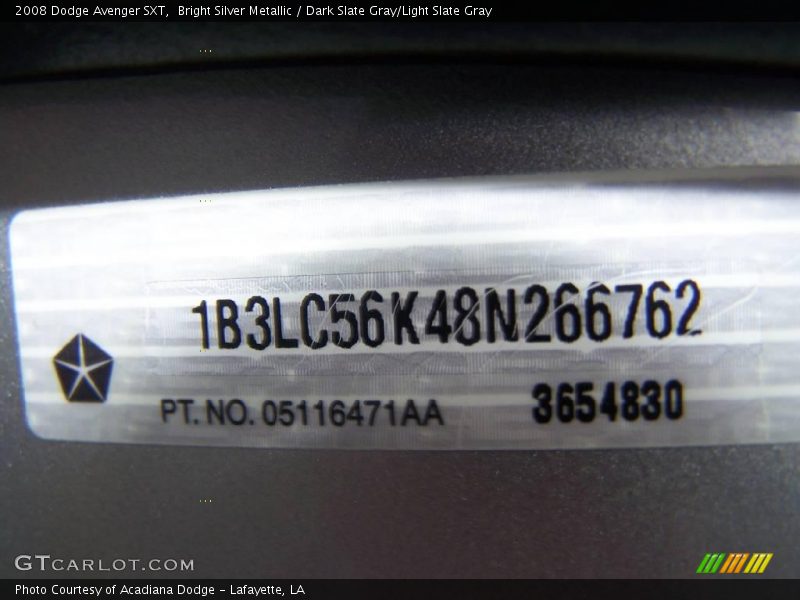 2008 Dodge Avenger SXT,  Bright Silver Metallic / Dark Slate Gray/Light Slate Gray
1B3LC56K48N266762
PT. NO. 05116471AA 3654830
GTCARLOT.COM
Photo Courtesy of Acadiana Dodge - Lafayette, LA